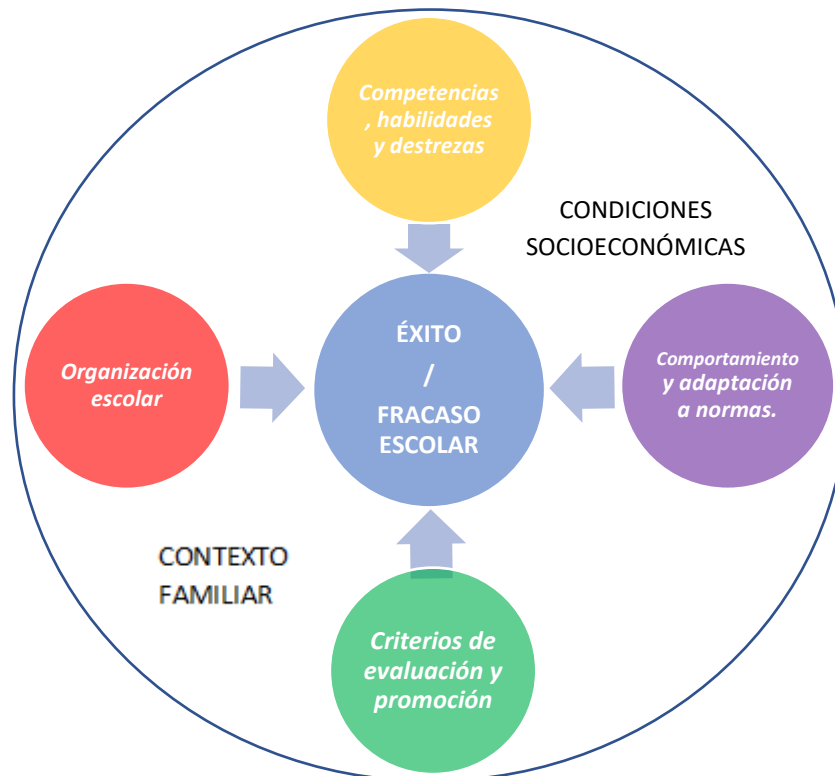 Competencias
, habilidades
y destrezas
CONDICIONES
SOCIOECONÓMICAS
Organización
escolar
ÉXITO
/
FRACASO
ESCOLAR
Comportamiento
y adaptación
a normas.
CONTEXTO
FAMILIAR
Criterios de
evaluación y
promoción